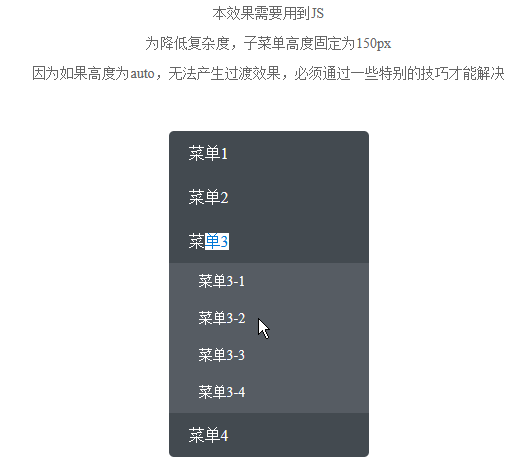 本效果需要用到JS
为降低复杂度，子菜单高度固定为150px
因为如果高度为auto，无法产生过渡效果，必须通过一些特别的技巧才能解决
菜单1
菜单2
菜单3
菜单3-1
菜单3-2
菜单3-3
菜单3-4
菜单4